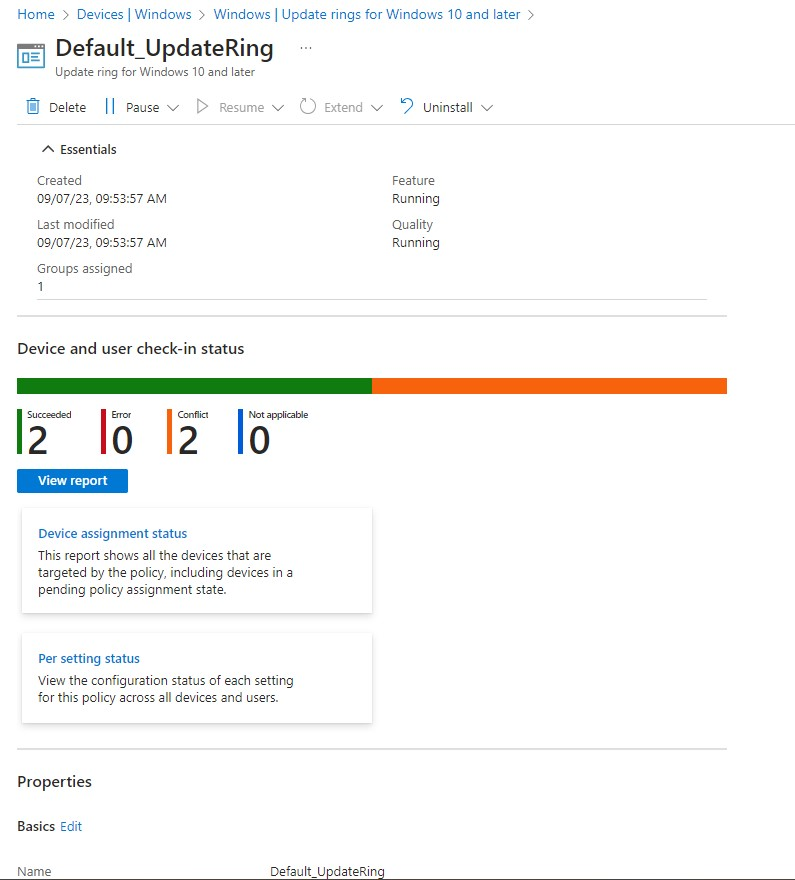 Home > Devices | Windows > Windows | Update rings for Windows 10 and later >
Default_UpdateRing ...
Update ring for Windows 10 and later
Delete Pause Resume Extend Uninstall
Essentials
Created
09/07/23, 09:53:57 AM
Last modified
09/07/23, 09:53:57 AM
Groups assigned
1
Feature
Running
Quality
Running
Device and user check-in status
Succeeded
2
Error
0
Conflict
2
Not applicable
0
View report
Device assignment status
This report shows all the devices that are
targeted by the policy, including devices in a
pending policy assignment state.
Per setting status
View the configuration status of each setting
for this policy across all devices and users.
Properties
Basics Edit
Name Default_UpdateRing